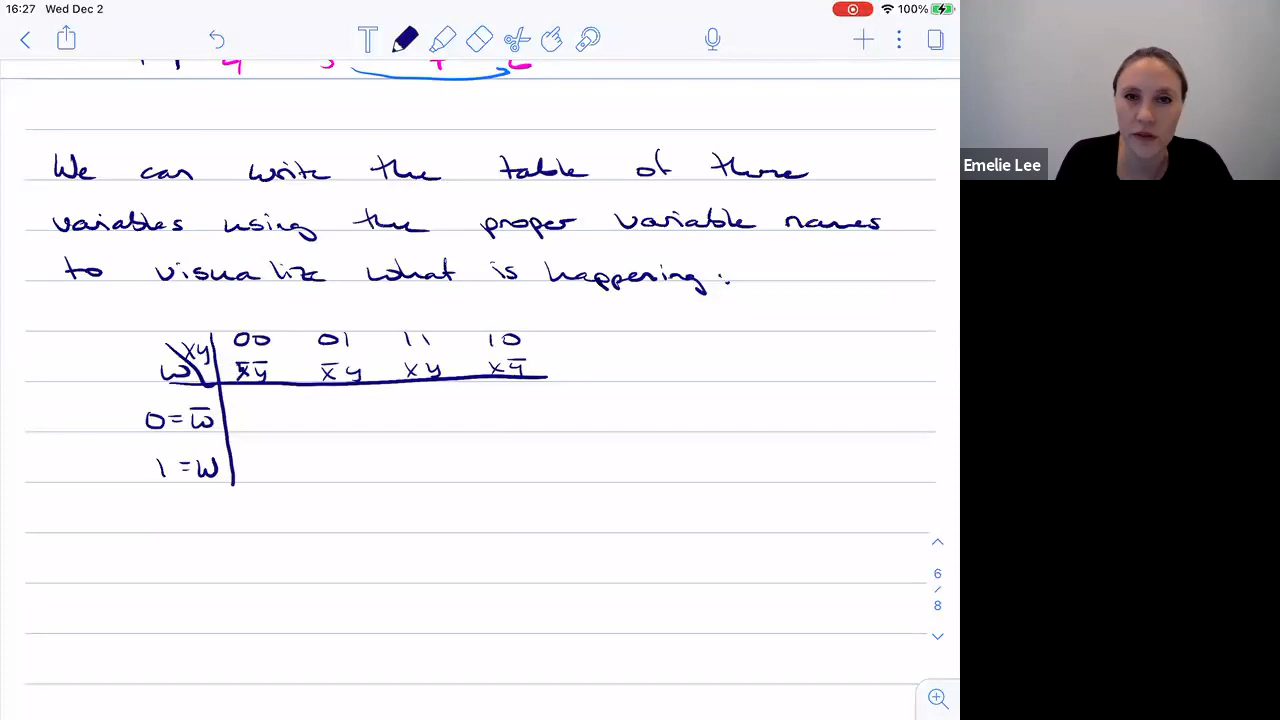 16:27 Wed Dec 2
100%
T
Emelie Lee
We can write the table of three
variables using the proper variable names
to visualize what is happening:
xy 00 01 11 10
w x̅y̅ x̅y xy xy̅
0 = w̅
1 = w
6
/
8